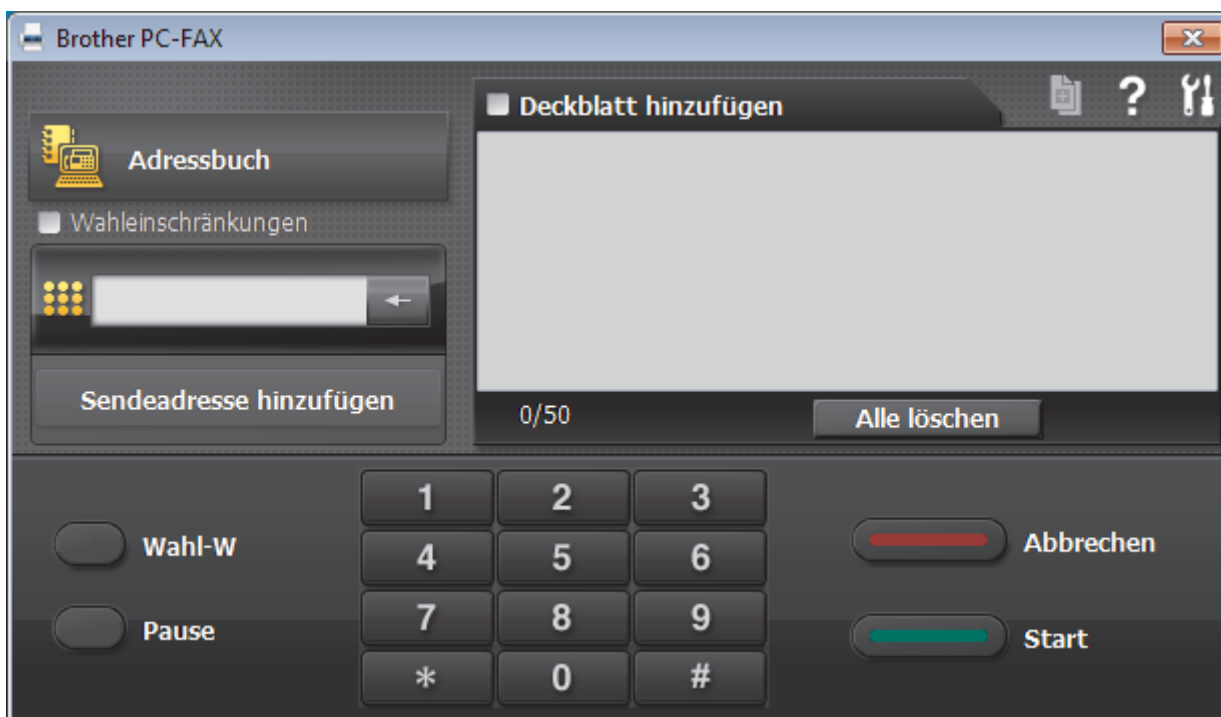 Brother PC-FAX
Deckblatt hinzufügen
?
Adressbuch
Wahleinschränkungen
Sendeadresse hinzufügen
0/50
Alle löschen
1 2 3
Wahl-W
Abbrechen
4 5 6
7 8 9
Pause
Start
* 0 #